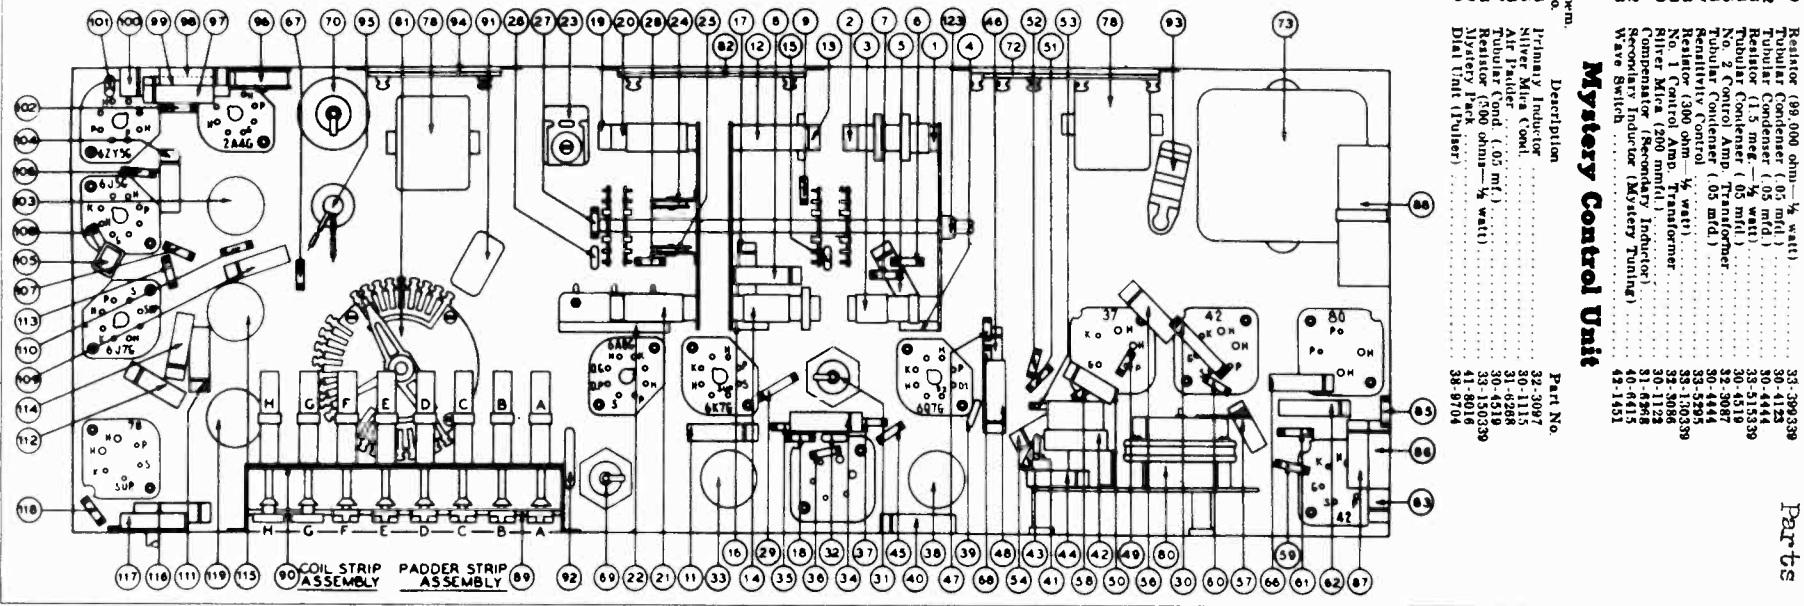 101 100 99 98 97 96 67 70 95 81 78 94 91 26 27 23 19 20 28 24 25 17 82 12 8 15 9 13 2 3 7 5 6 1 123 4 46 72 52 51 53 78 93 73
102
104
106
103
108
105
107
113
110
109
114
112
118
88
85
86
83
6ZY5G
2A4G
6J5G
6J7G
78
SUP
6A8G
6K7G
6Q7G
37
42
80
42
H G F E D C B A
H G F E D C B A
117 116 111 119 115 90 COIL STRIP ASSEMBLY PADDER STRIP ASSEMBLY 89 92 69 22 21 11 33 16 14 29 35 18 36 32 34 37 31 45 40 38 47 39 68 48 54 43 41 44 58 42 50 49 56 80 30 60 57 66 59 61 62 87
Resistor (99,000 ohm—½ watt) 33-399339
Tubular Condenser (.05 mfd.) 30-4123
Tubular Condenser (.05 mfd.) 30-4444
Resistor (1.5 meg.—½ watt) 33-515339
Tubular Condenser (.05 mfd.) 30-4519
No. 2 Control Amp. Transformer 32-3087
Tubular Condenser (.05 mfd.) 30-4444
Sensitivity Control 33-5295
Resistor (300 ohm—½ watt) 33-130339
No. 1 Control Amp. Transformer 32-3086
Silver Mica (200 mmfd.) 30-1122
Compensator (Secondary Inductor) 31-6268
Secondary Inductor (Mystery Tuning) 40-6415
Wave Switch 42-1451
Mystery Control Unit
Description Part No.
Primary Inductor 32-3097
Silver Mica Cond. 30-1115
Air Padder 31-6268
Tubular Cond. (.05 mf.) 30-4519
Resistor (500 ohms—½ watt) 33-150339
Mystery Pack 41-8016
Dial Unit (Pulser) 38-9704
Parts